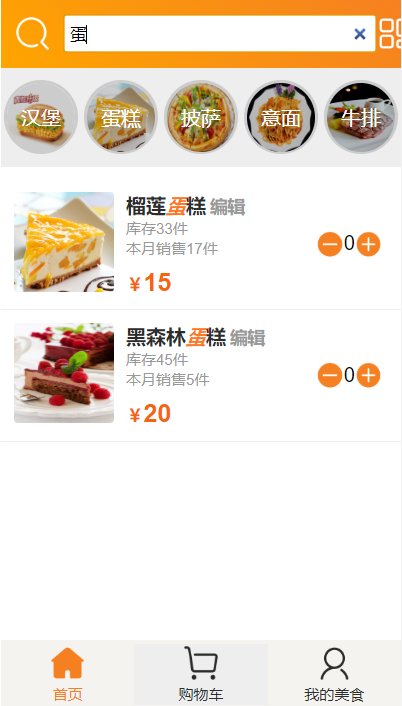 蛋
汉堡 蛋糕 披萨 意面 牛排
榴莲蛋糕 编辑
库存33件
本月销售17件
0
¥15
黑森林蛋糕 编辑
库存45件
本月销售5件
0
¥20
首页 购物车 我的美食